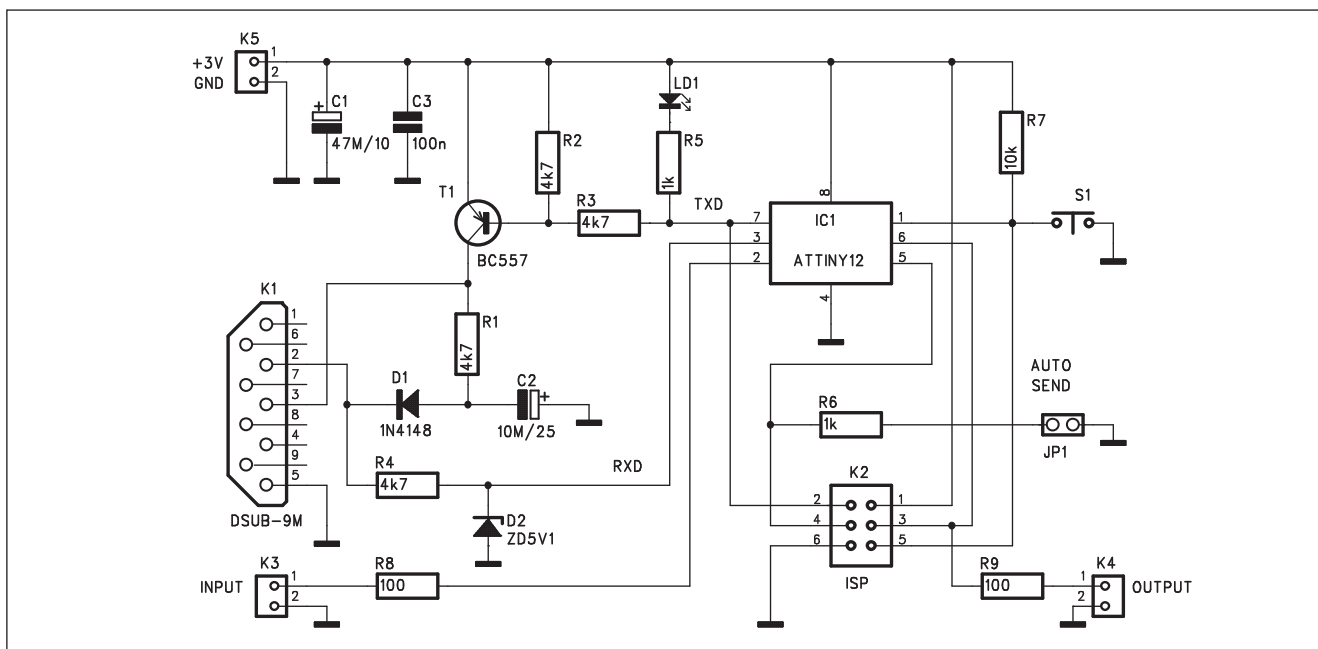 K5
+3V
GND
1
2
C1
+
47M/10
C3
100n
T1
BC557
R2
4k7
R3
4k7
LD1
R5
1k
TXD
7
3
2
8
IC1
ATTINY12
4
1
6
5
R7
10k
S1
K1
1
6
2
7
3
8
4
9
5
DSUB-9M
R1
4k7
D1
1N4148
C2
+
10M/25
R4
4k7
RXD
D2
ZD5V1
AUTO
SEND
R6
1k
JP1
K2
2
4
6
1
3
5
ISP
INPUT
K3
1
2
R8
100
R9
100
K4
1
2
OUTPUT